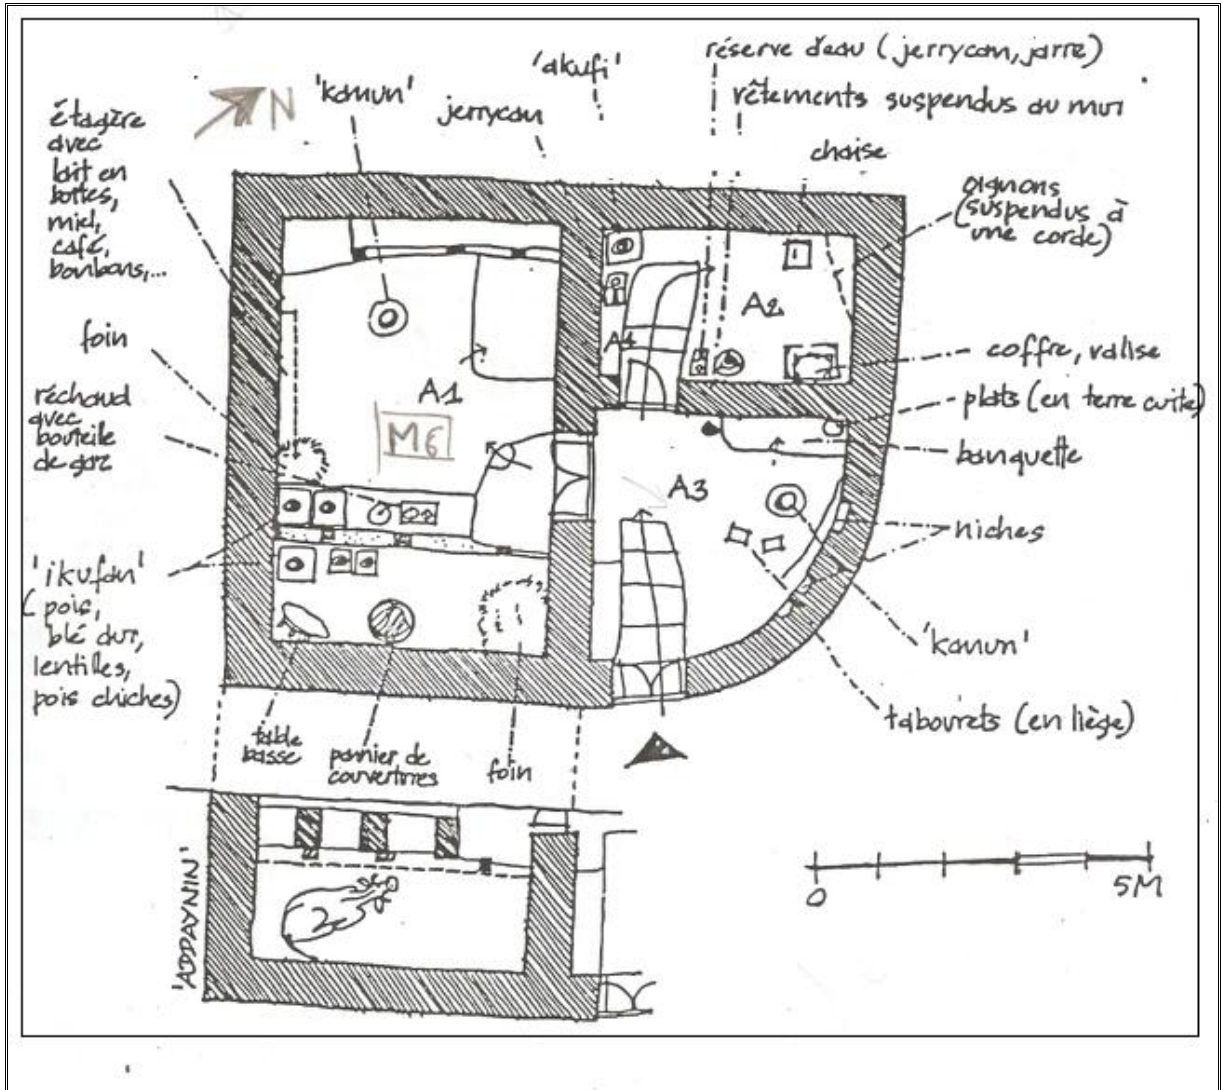 'akufi'
réserve deau (jerrycan, jarre)
N
'kanun'
jerrycan
vêtements suspendus au mur
étagère
avec
lait en
boîtes,
miel,
café,
bonbons,...
chaise
oignons
(suspendus à
une corde)
foin
réchaud
avec
bouteille
de gaz
A1
M6
A4
A2
A3
coffre, valise
plats (en terre cuite)
banquette
niches
'kanun'
tabourets (en liège)
'ikufan'
(pois,
blé dur,
lentilles,
pois chiches)
table
basse
pannier de
couvertures
foin
'ADDAYNIN'
0
5M